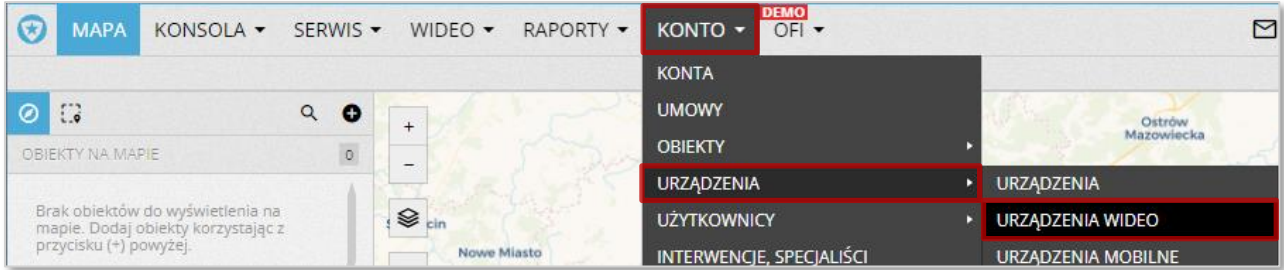 MAPA KONSOLA SERWIS WIDEO RAPORTY KONTO DEMO OFI
KONTA
UMOWY
OBIEKTY
URZĄDZENIA
UŻYTKOWNICY
INTERWENCJE, SPECJALIŚCI
URZĄDZENIA
URZĄDZENIA WIDEO
URZĄDZENIA MOBILNE
OBIEKTY NA MAPIE 0
Brak obiektów do wyświetlenia na
mapie. Dodaj obiekty korzystając z
przycisku (+) powyżej.
+
−
Nowe Miasto
Ostrów
Mazowiecka